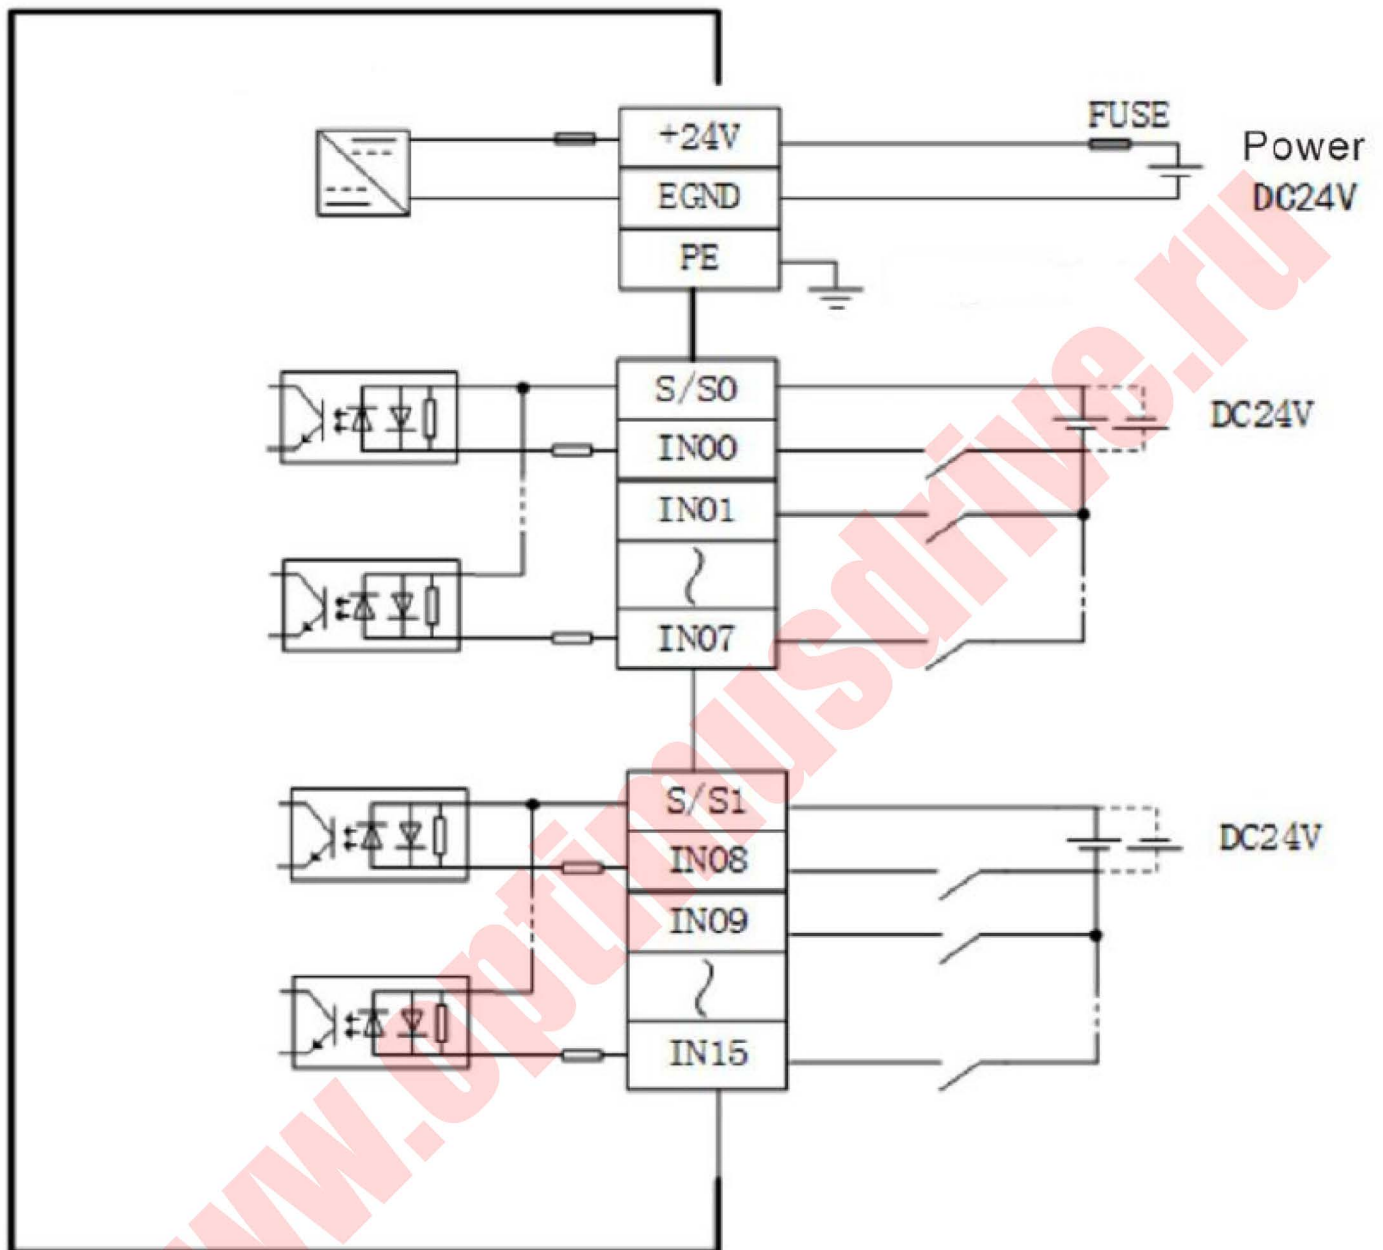 FUSE
+24V
Power
EGND
DC24V
PE
S/S0
DC24V
IN00
IN01
IN07
S/S1
DC24V
IN08
IN09
IN15
www.optimusdrive.ru